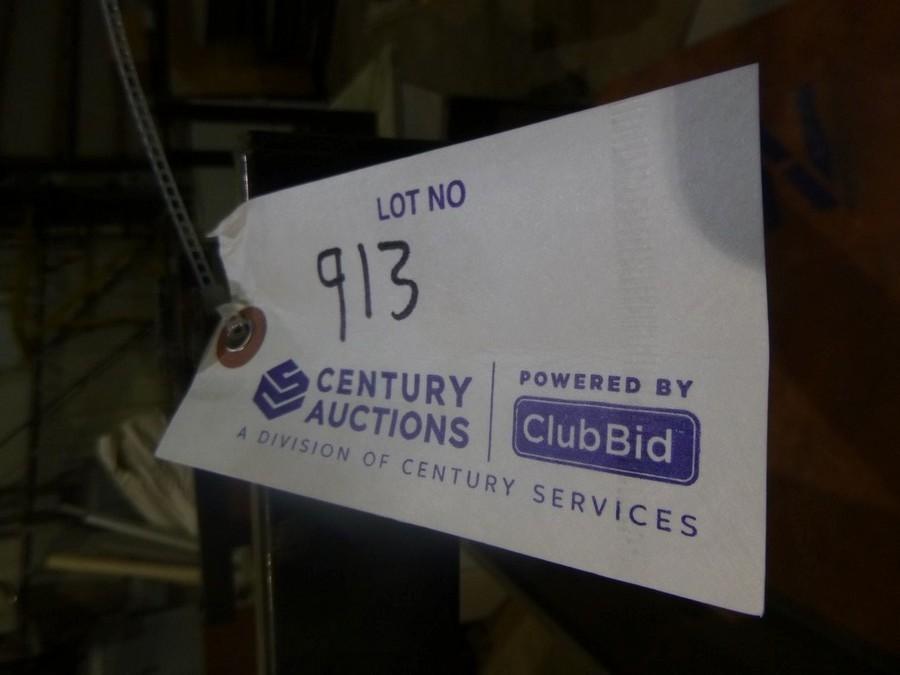 LOT NO
913
CENTURY
AUCTIONS
A DIVISION OF CENTURY SERVICES
POWERED BY
ClubBid